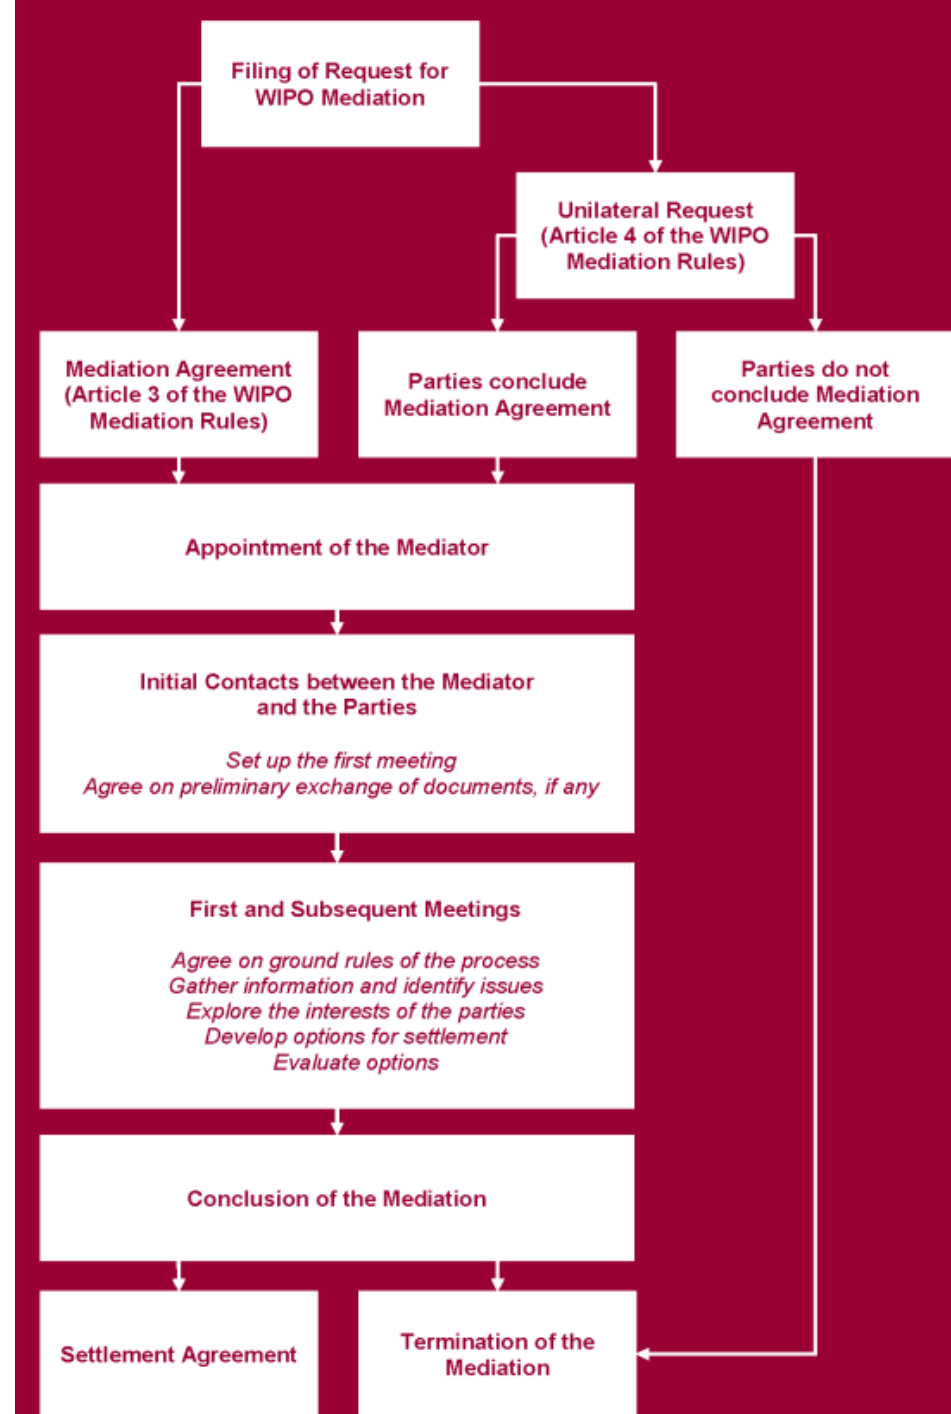 Filing of Request for
WIPO Mediation
Unilateral Request
(Article 4 of the WIPO
Mediation Rules)
Mediation Agreement
(Article 3 of the WIPO
Mediation Rules)
Parties conclude
Mediation Agreement
Parties do not
conclude Mediation
Agreement
Appointment of the Mediator
Initial Contacts between the Mediator
and the Parties
Set up the first meeting
Agree on preliminary exchange of documents, if any
First and Subsequent Meetings
Agree on ground rules of the process
Gather information and identify issues
Explore the interests of the parties
Develop options for settlement
Evaluate options
Conclusion of the Mediation
Settlement Agreement
Termination of the
Mediation